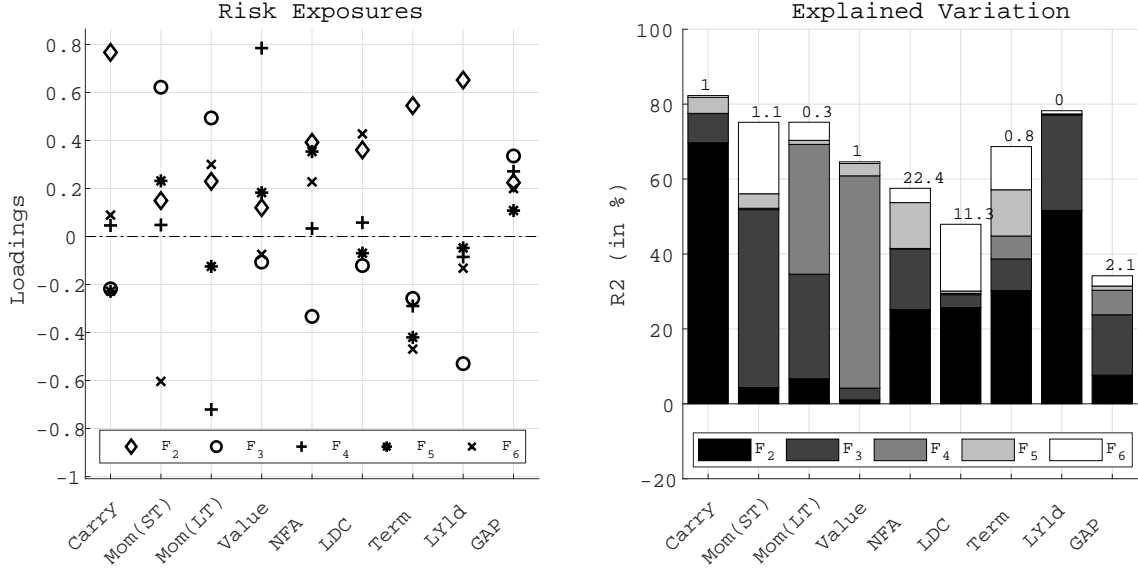 Risk Exposures
Loadings
0.8
0.6
0.4
0.2
0
-0.2
-0.4
-0.6
-0.8
-1
F2 F3 F4 F5 F6
Carry Mom(ST) Mom(LT) Value NFA LDC Term LYld GAP
Explained Variation
R2 (in %)
100
80
60
40
20
0
-20
1 1.1 0.3 1 22.4 11.3 0.8 0 2.1
F2 F3 F4 F5 F6
Carry Mom(ST) Mom(LT) Value NFA LDC Term LYld GAP